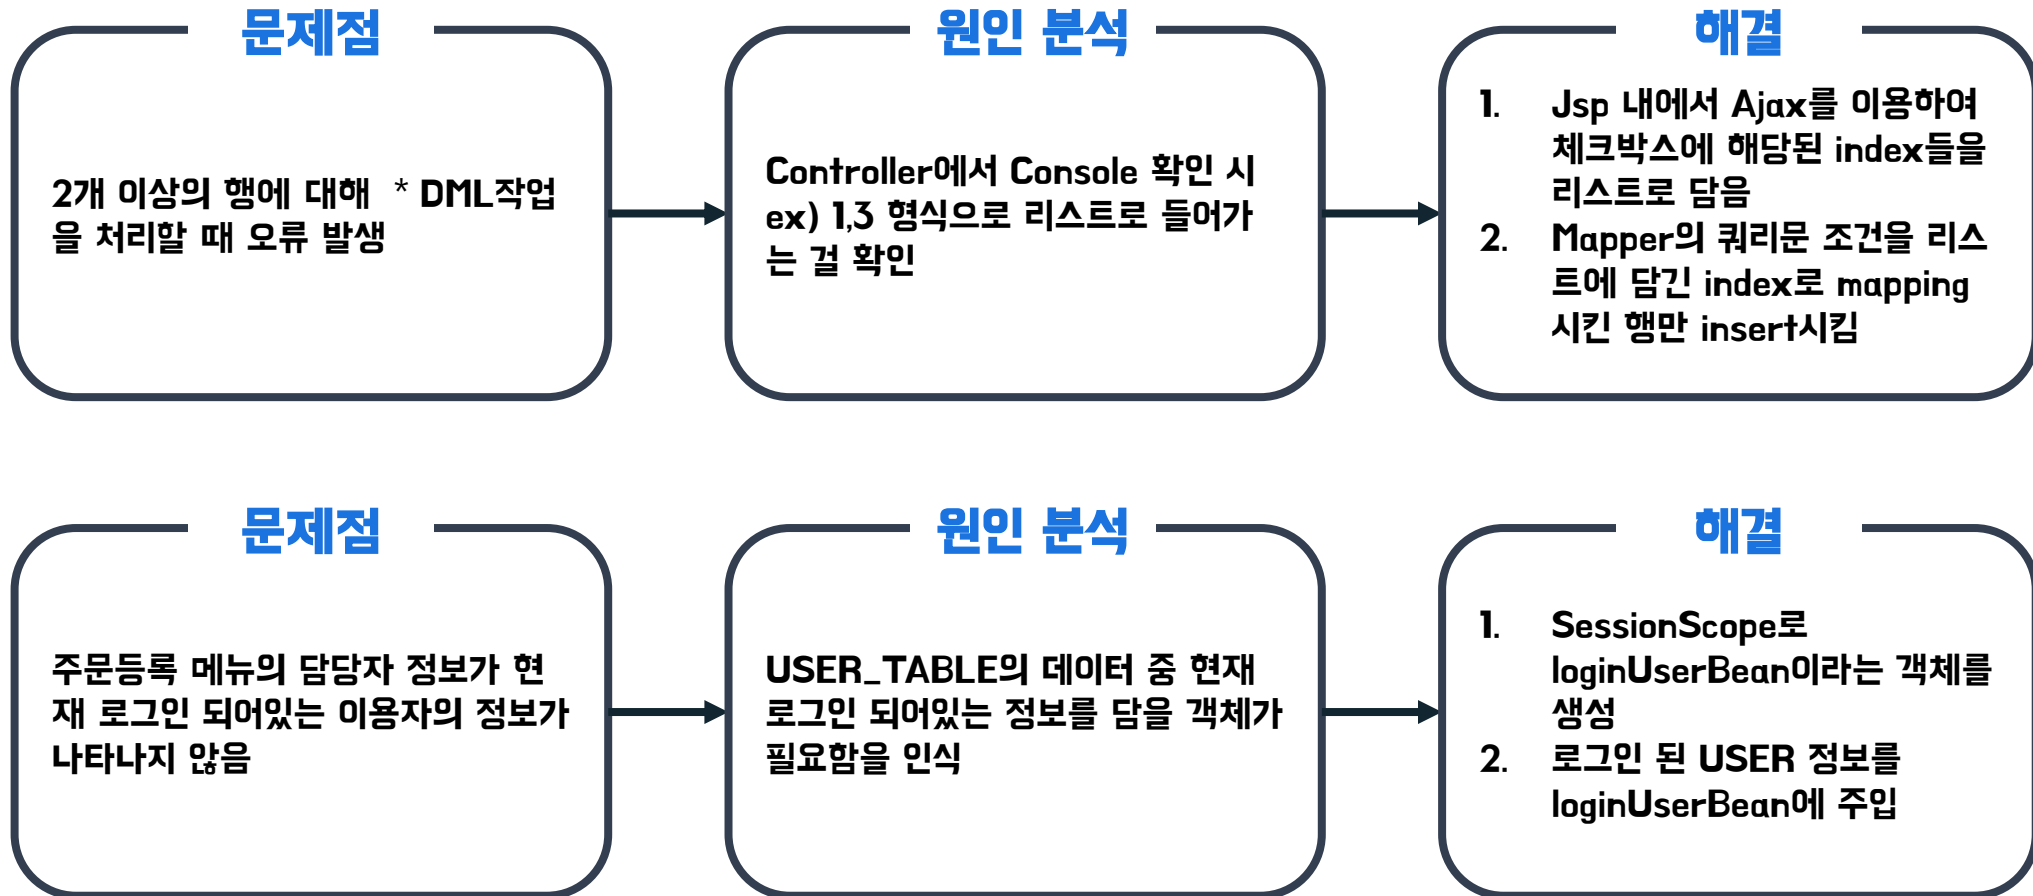 문제점
2개 이상의 행에 대해 * DML작업
을 처리할 때 오류 발생
원인 분석
Controller에서 Console 확인 시
ex) 1,3 형식으로 리스트로 들어가
는 걸 확인
해결
1. Jsp 내에서 Ajax를 이용하여
체크박스에 해당된 index들을
리스트로 담음
2. Mapper의 쿼리문 조건을 리스
트에 담긴 index로 mapping
시킨 행만 insert시킴
문제점
주문등록 메뉴의 담당자 정보가 현
재 로그인 되어있는 이용자의 정보가
나타나지 않음
원인 분석
USER_TABLE의 데이터 중 현재
로그인 되어있는 정보를 담을 객체가
필요함을 인식
해결
1. SessionScope로
loginUserBean이라는 객체를
생성
2. 로그인 된 USER 정보를
loginUserBean에 주입